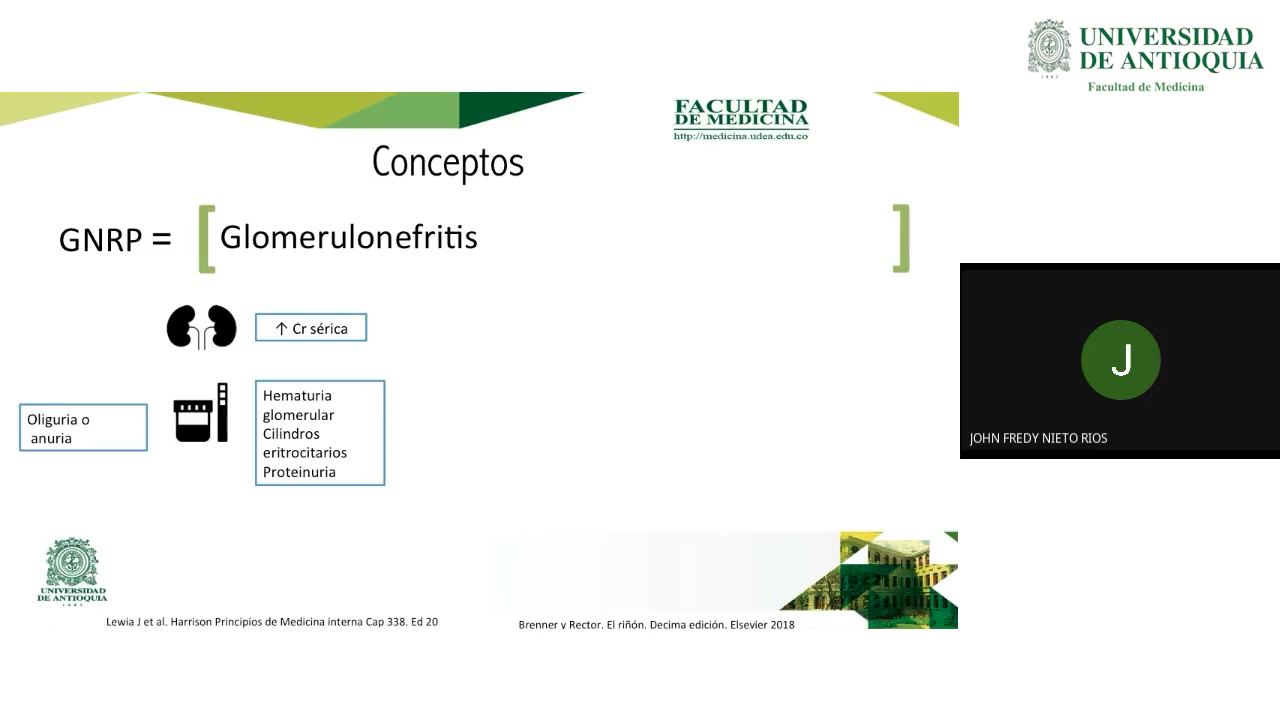 UNIVERSIDAD
DE ANTIOQUIA
1803
Facultad de Medicina
FACULTAD
DE MEDICINA
http://medicina.udea.edu.co
Conceptos
GNRP = [ Glomerulonefritis ]
↑ Cr sérica
Oliguria o
anuria
Hematuria
glomerular
Cilindros
eritrocitarios
Proteinuria
J
JOHN FREDY NIETO RIOS
UNIVERSIDAD
DE ANTIOQUIA
1803
Lewia J et al. Harrison Principios de Medicina interna Cap 338. Ed 20
Brenner y Rector. El riñón. Decima edición. Elsevier 2018